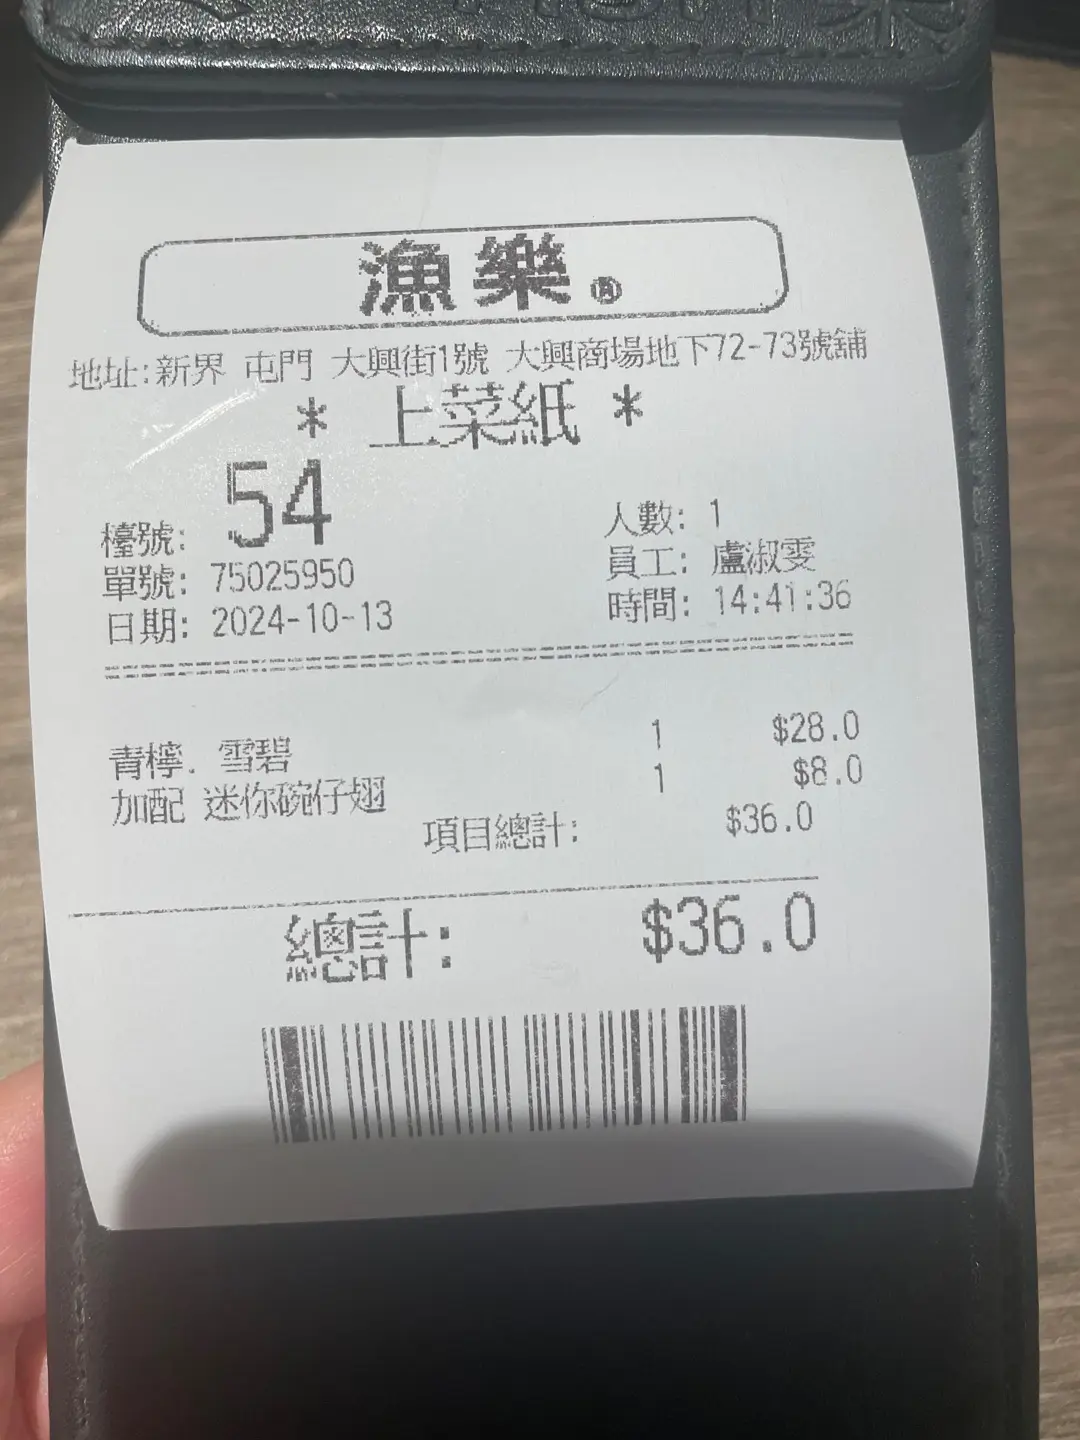 漁樂®
地址:新界 屯門 大興街1號 大興商場地下72-73號舖
* 上菜紙 *
檯號: 54
人數: 1
單號: 75025950
員工: 盧淑雯
日期: 2024-10-13
時間: 14:41:36
青檸. 雪碧 1 $28.0
加配 迷你碗仔翅 1 $8.0
項目總計: $36.0
總計: $36.0